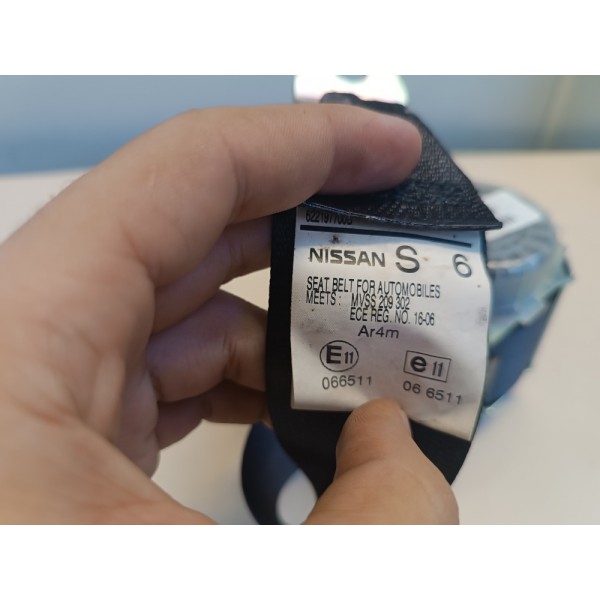 NISSAN S 6
SEAT BELT FOR AUTOMOBILES
MEETS : MVSS 209 302
ECE REG. NO. 16-06
Ar4m
E11 e11
066511 06 6511